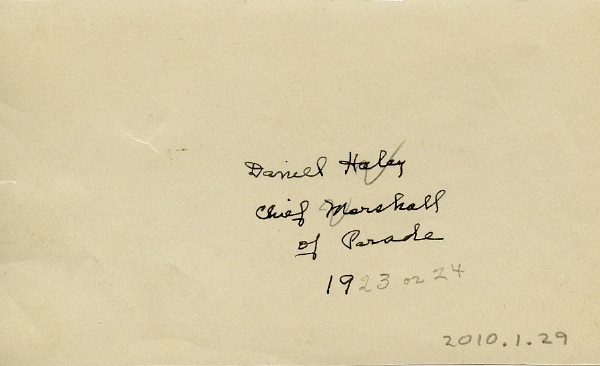 Daniel Haley
Chief Marshall
of Parade
1923 or 24
2010.1.29